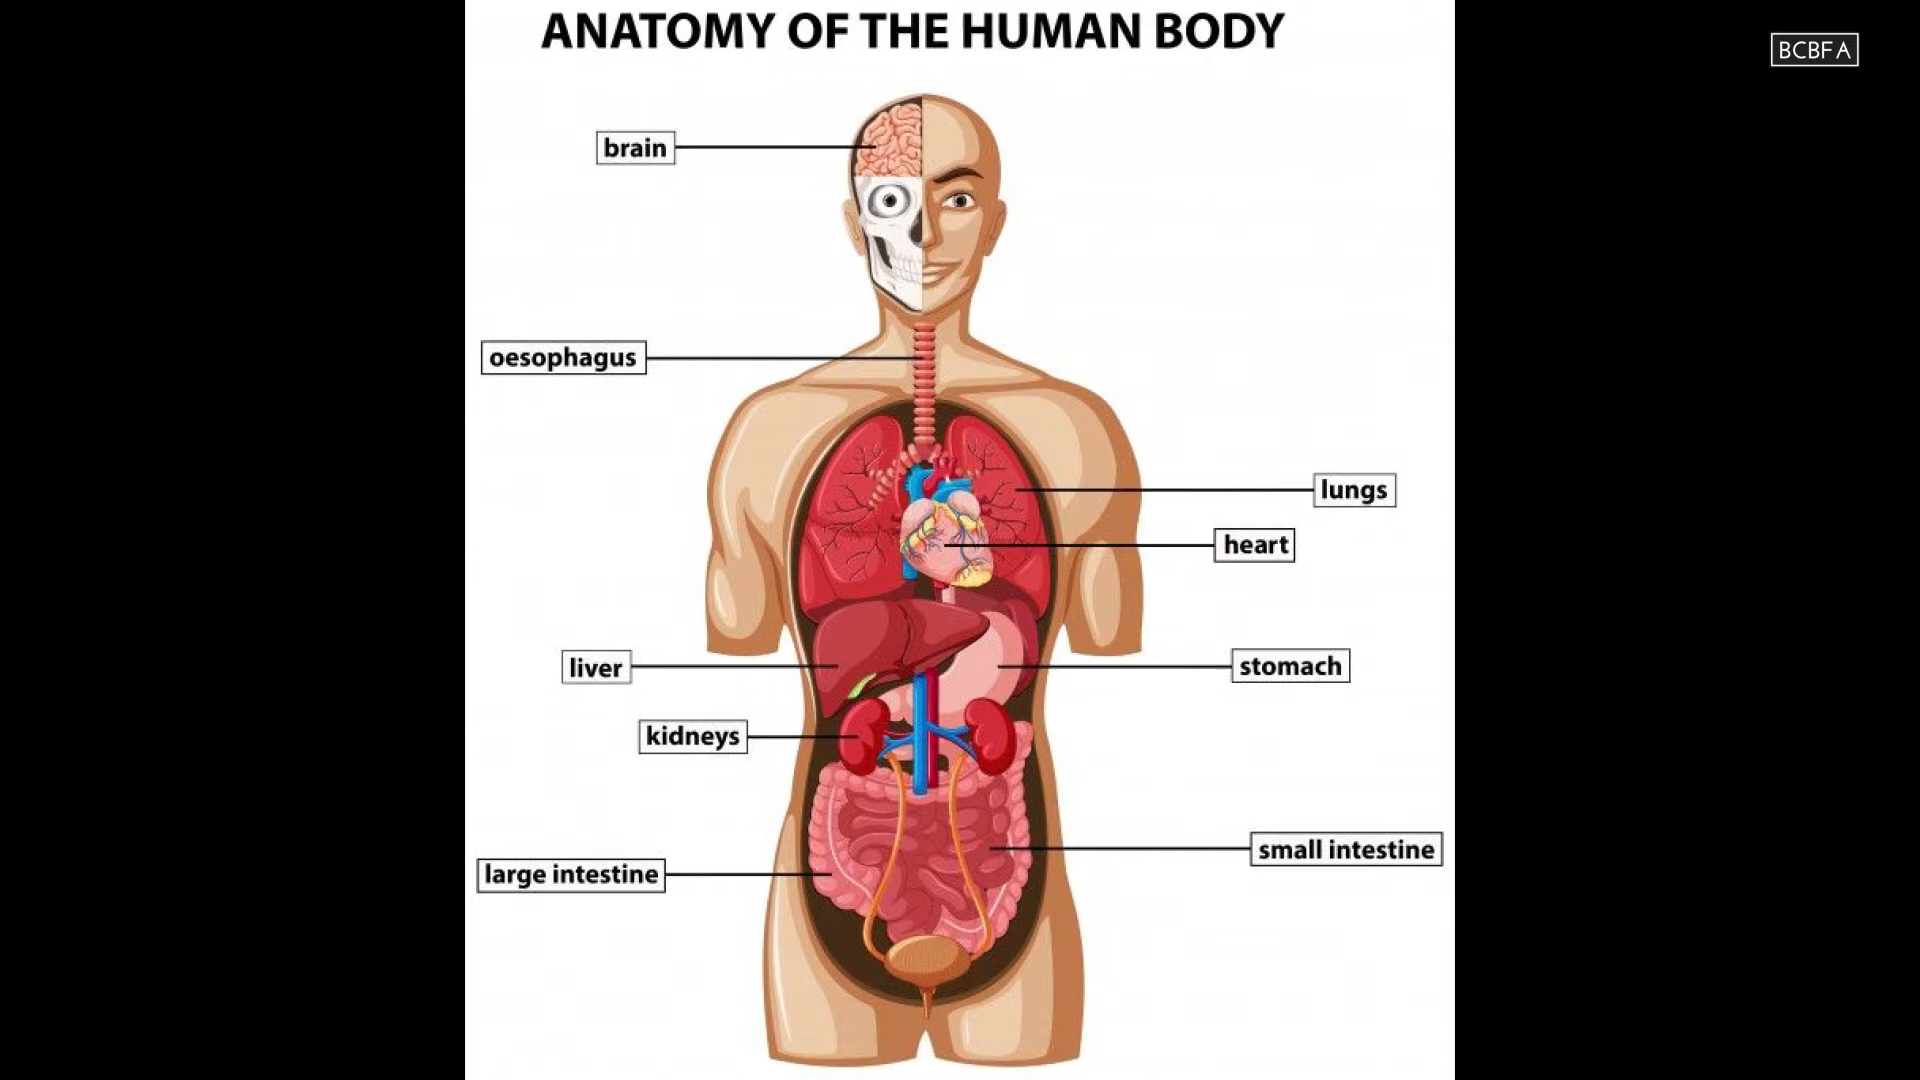 ANATOMY OF THE HUMAN BODY
BCBFA
brain
oesophagus
lungs
heart
liver
stomach
kidneys
small intestine
large intestine